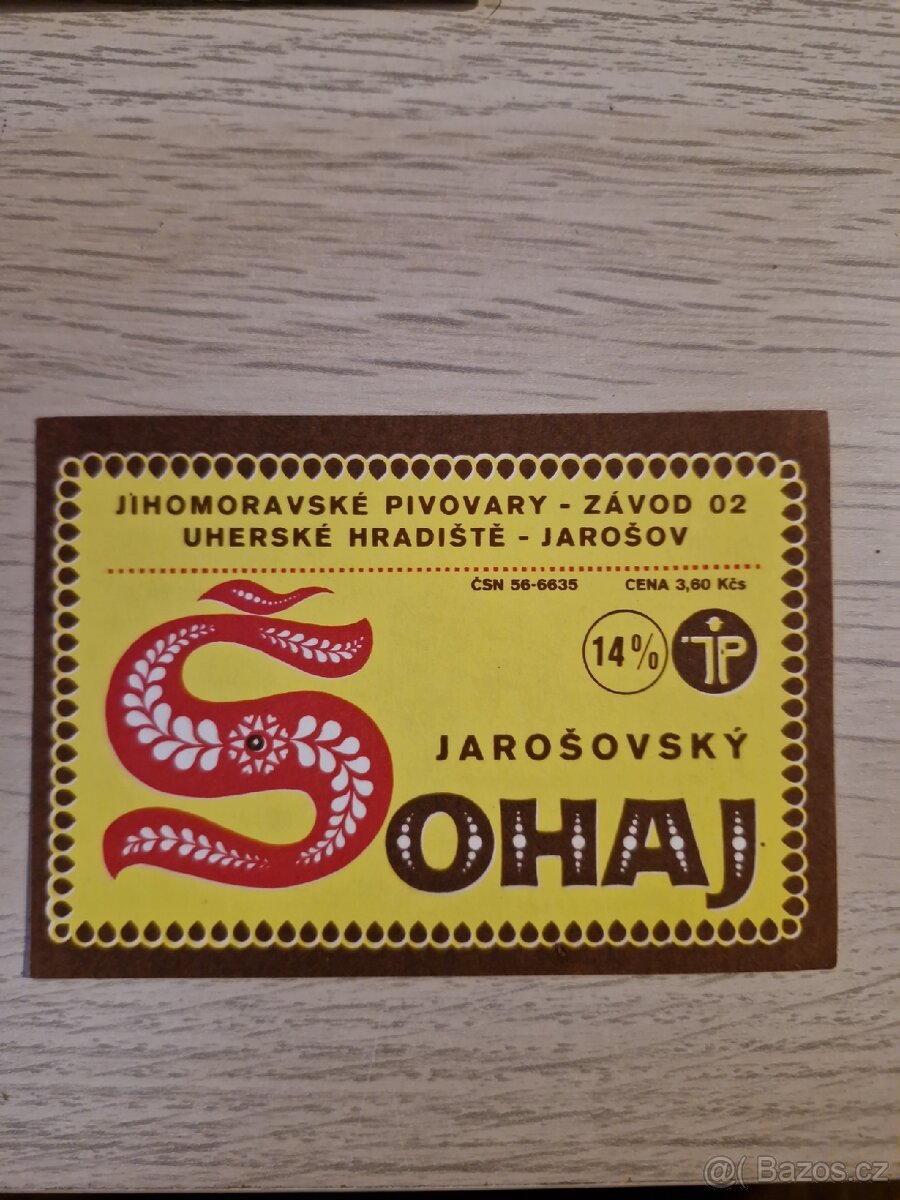 JIHOMORAVSKÉ PIVOVARY - ZÁVOD 02
UHERSKÉ HRADIŠTĚ - JAROŠOV
ČSN 56-6635 CENA 3,60 Kčs
14% JP
JAROŠOVSKÝ
ŠOHAJ
@( Bazos.cz